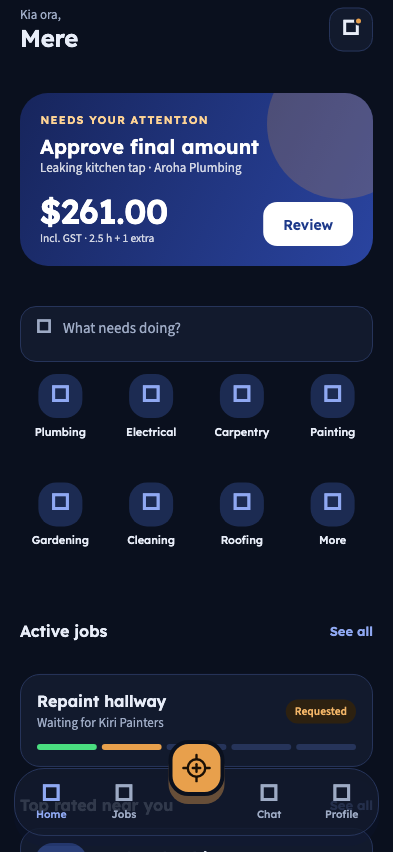 Kia ora,
Mere
NEEDS YOUR ATTENTION
Approve final amount
Leaking kitchen tap · Aroha Plumbing
$261.00
Incl. GST · 2.5 h + 1 extra
Review
What needs doing?
Plumbing Electrical Carpentry Painting
Gardening Cleaning Roofing More
Active jobs See all
Repaint hallway
Waiting for Kiri Painters
Requested
Top rated near you See all
Home Jobs Chat Profile